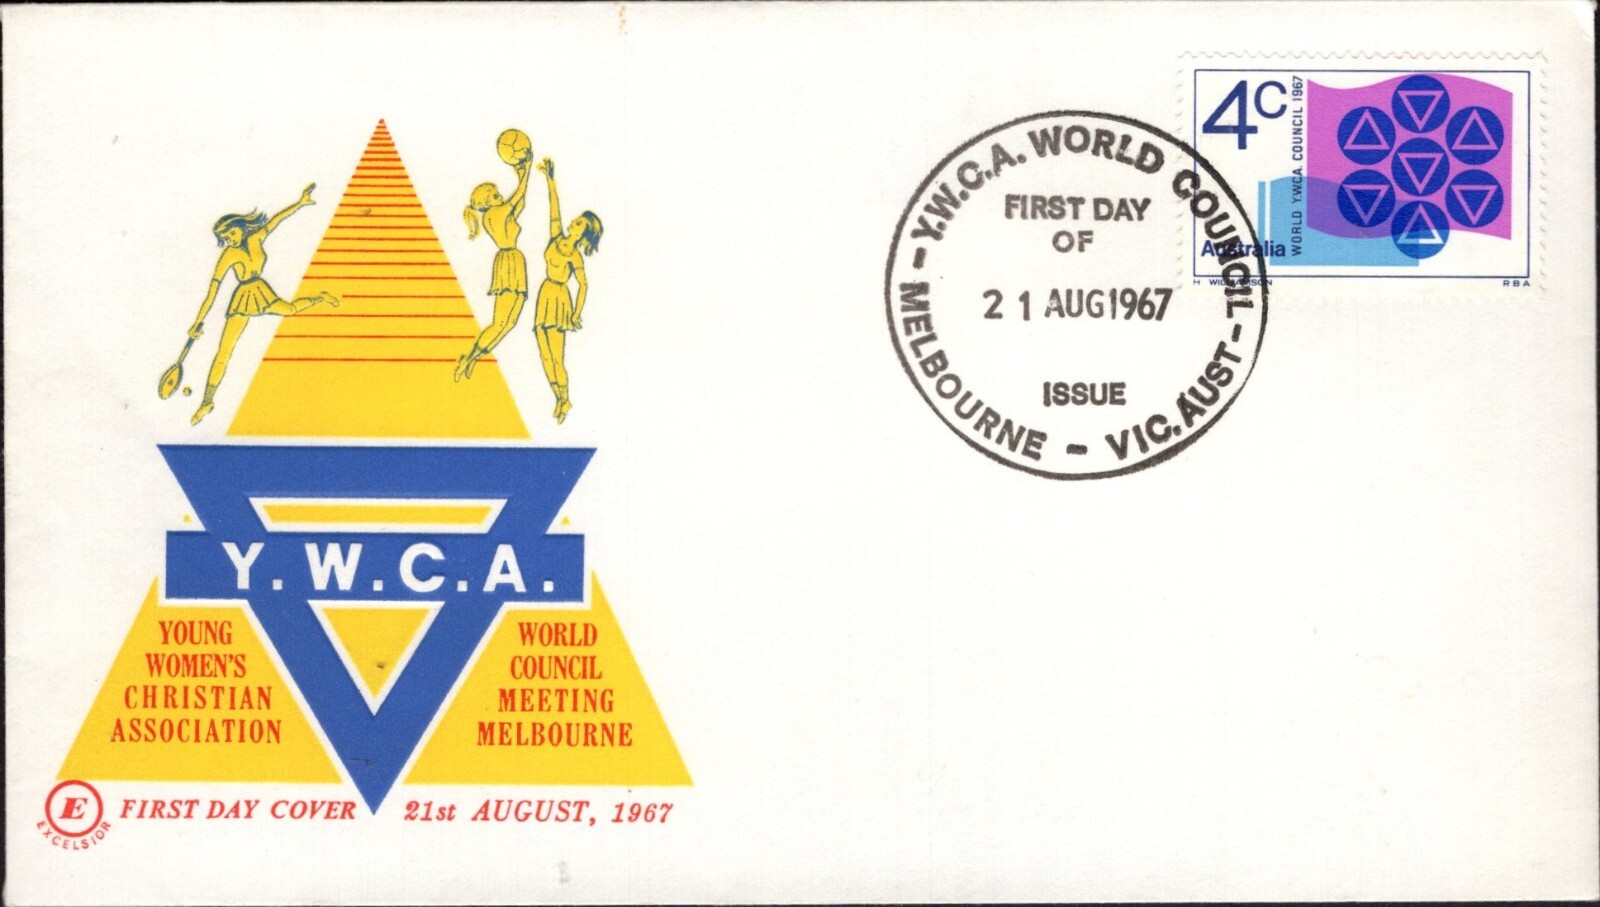 4c
WORLD Y.W.C.A. COUNCIL 1967
Australia
H WILLIAMSON
RBA
Y.W.C.A. WORLD COUNCIL - MELBOURNE - VIC. AUST -
FIRST DAY
OF
21 AUG 1967
ISSUE
Y.W.C.A.
YOUNG
WOMEN'S
CHRISTIAN
ASSOCIATION
WORLD
COUNCIL
MEETING
MELBOURNE
E
EXCELSIOR
FIRST DAY COVER 21st AUGUST, 1967